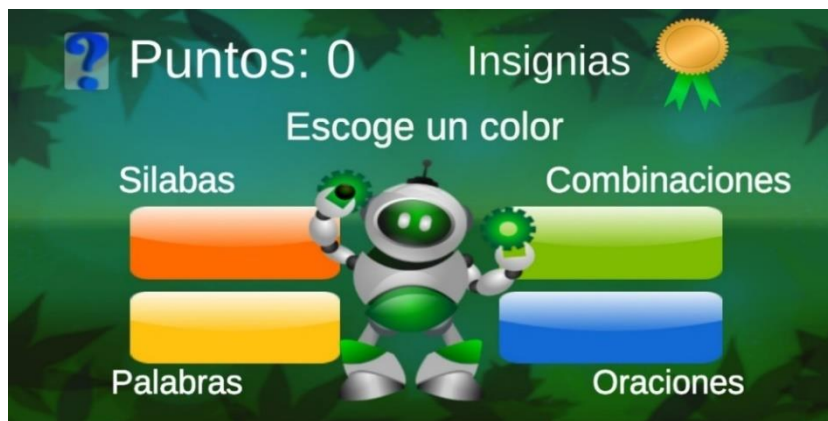 Puntos: 0
Insignias
Escoge un color
Silabas
Combinaciones
Palabras
Oraciones